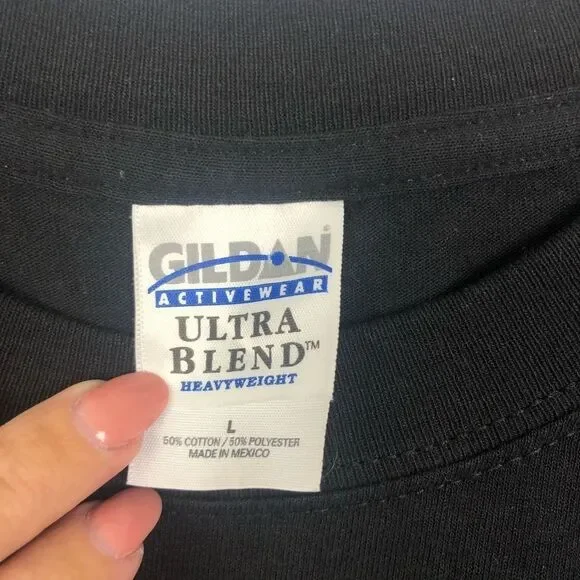 GILDAN
ACTIVEWEAR
ULTRA
BLEND™
HEAVYWEIGHT
L
50% COTTON / 50% POLYESTER
MADE IN MEXICO